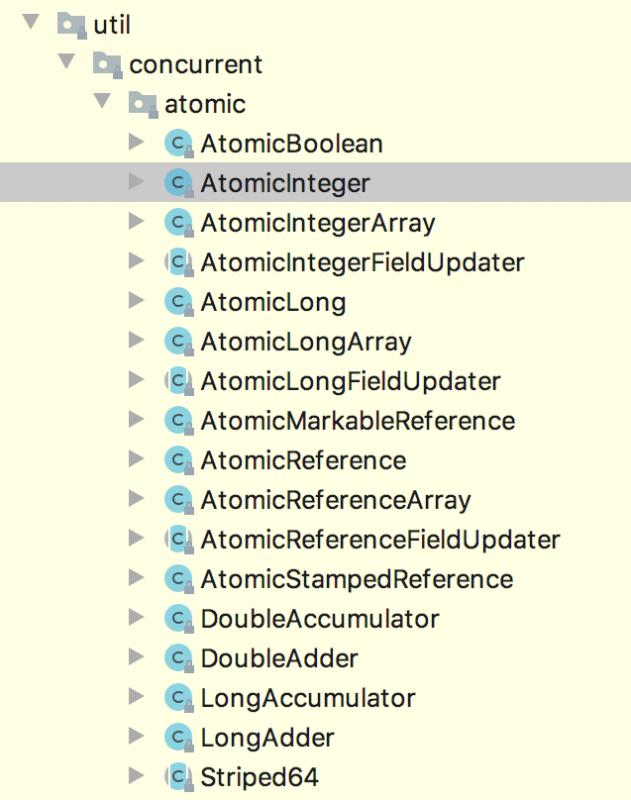 util
concurrent
atomic
AtomicBoolean
AtomicInteger
AtomicIntegerArray
AtomicIntegerFieldUpdater
AtomicLong
AtomicLongArray
AtomicLongFieldUpdater
AtomicMarkableReference
AtomicReference
AtomicReferenceArray
AtomicReferenceFieldUpdater
AtomicStampedReference
DoubleAccumulator
DoubleAdder
LongAccumulator
LongAdder
Striped64